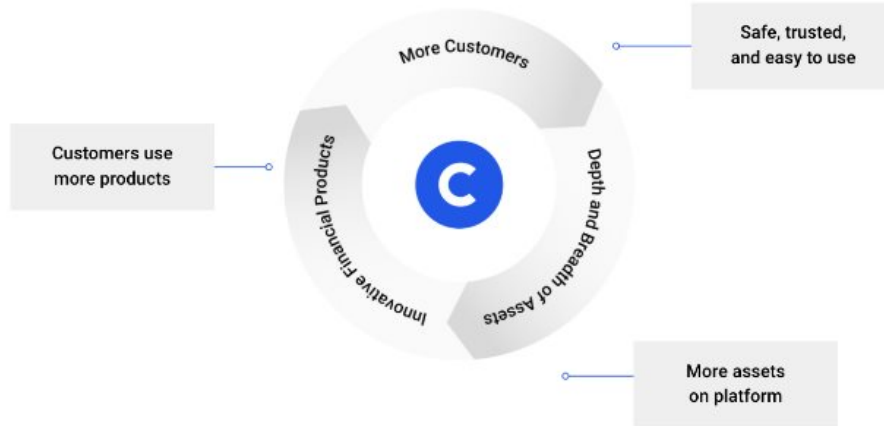 Safe, trusted,
and easy to use
More Customers
Customers use
more products
Depth and Breadth of Assets
Innovative Financial Products
More assets
on platform